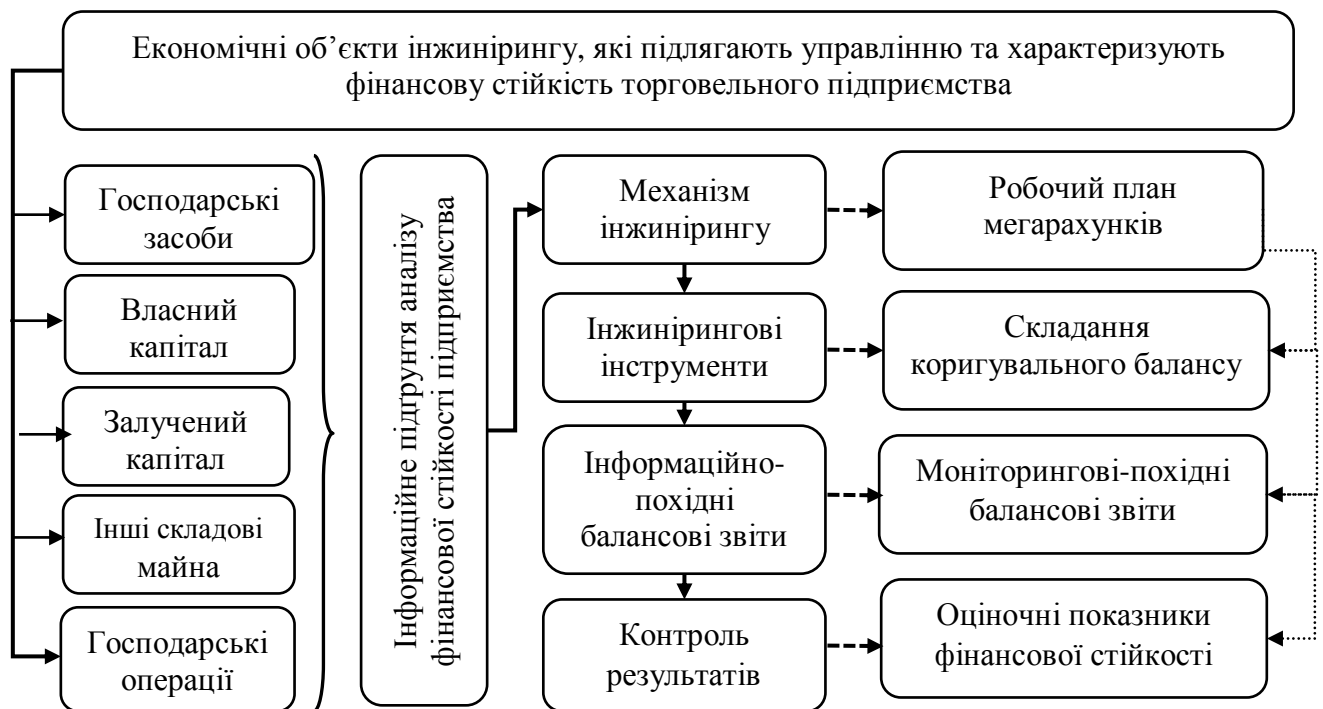 Економічні об’єкти інжинірингу, які підлягають управлінню та характеризують
фінансову стійкість торговельного підприємства
Господарські
засоби
Власний
капітал
Залучений
капітал
Інші складові
майна
Господарські
операції
Інформаційне підґрунтя аналізу
фінансової стійкості підприємства
Механізм
інжинірингу
Інжинірингові
інструменти
Інформаційно-
похідні
балансові звіти
Контроль
результатів
Робочий план
мегарахунків
Складання
коригувального балансу
Моніторингові-похідні
балансові звіти
Оціночні показники
фінансової стійкості